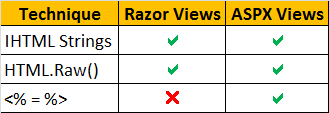 Technique Razor Views ASPX Views
IHTML Strings
HTML.Raw()
<% = %>